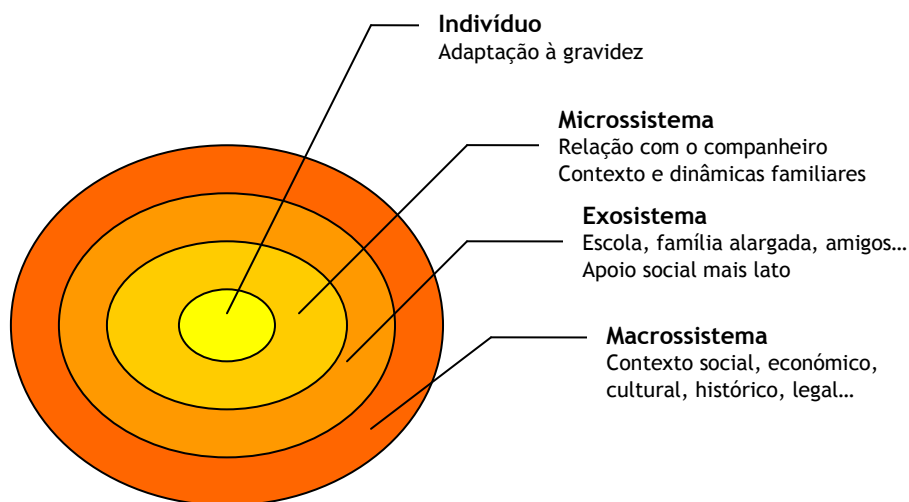 Indivíduo
Adaptação à gravidez
Microssistema
Relação com o companheiro
Contexto e dinâmicas familiares
Exosistema
Escola, família alargada, amigos…
Apoio social mais lato
Macrossistema
Contexto social, económico,
cultural, histórico, legal…